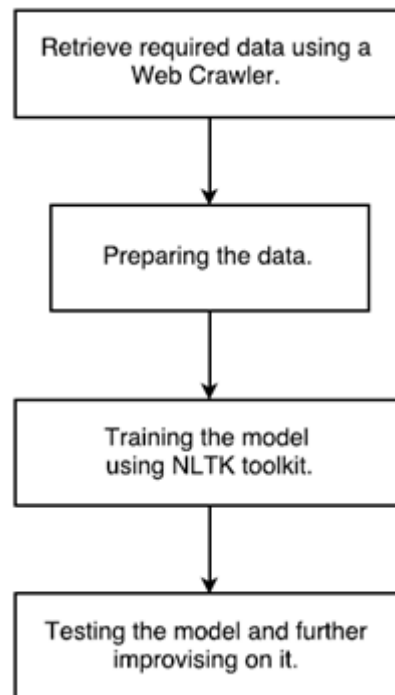 Retrieve required data using a
Web Crawler.
Preparing the data.
Training the model
using NLTK toolkit.
Testing the model and further
improvising on it.